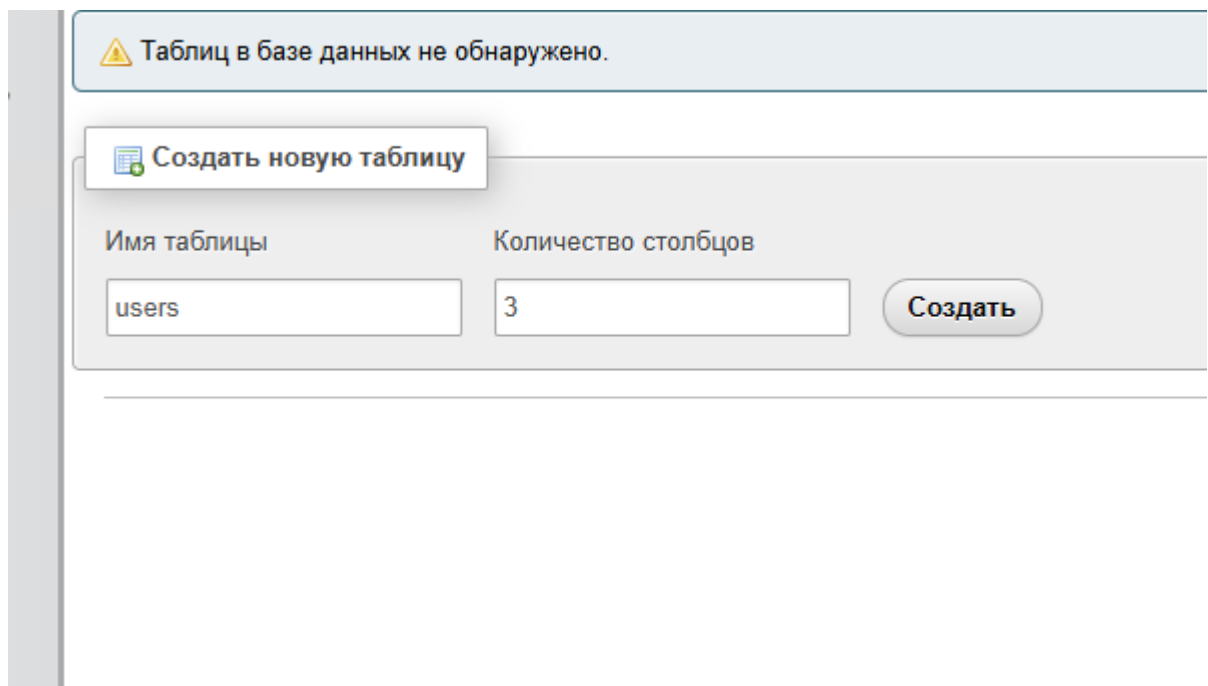 Таблиц в базе данных не обнаружено.
Создать новую таблицу
Имя таблицы Количество столбцов
users 3 Создать